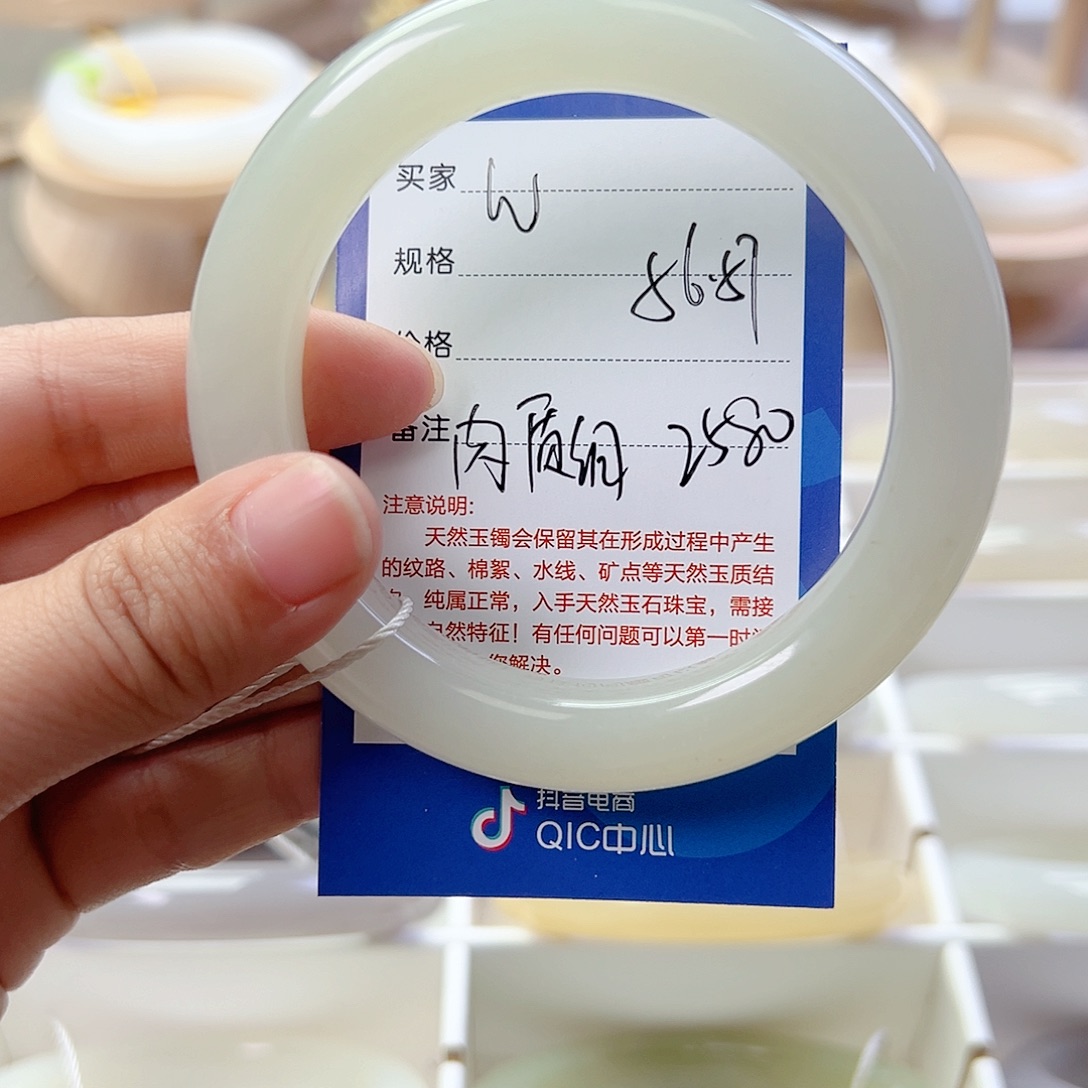 买家 W
规格
价格
备注 肉质细 2580
注意说明:
天然玉镯会保留其在形成过程中产生
的纹路、棉絮、水线、矿点等天然玉质结
纯属正常，入手天然玉石珠宝，需接
自然特征！有任何问题可以第一时
您解决。
抖音电商
QIC中心